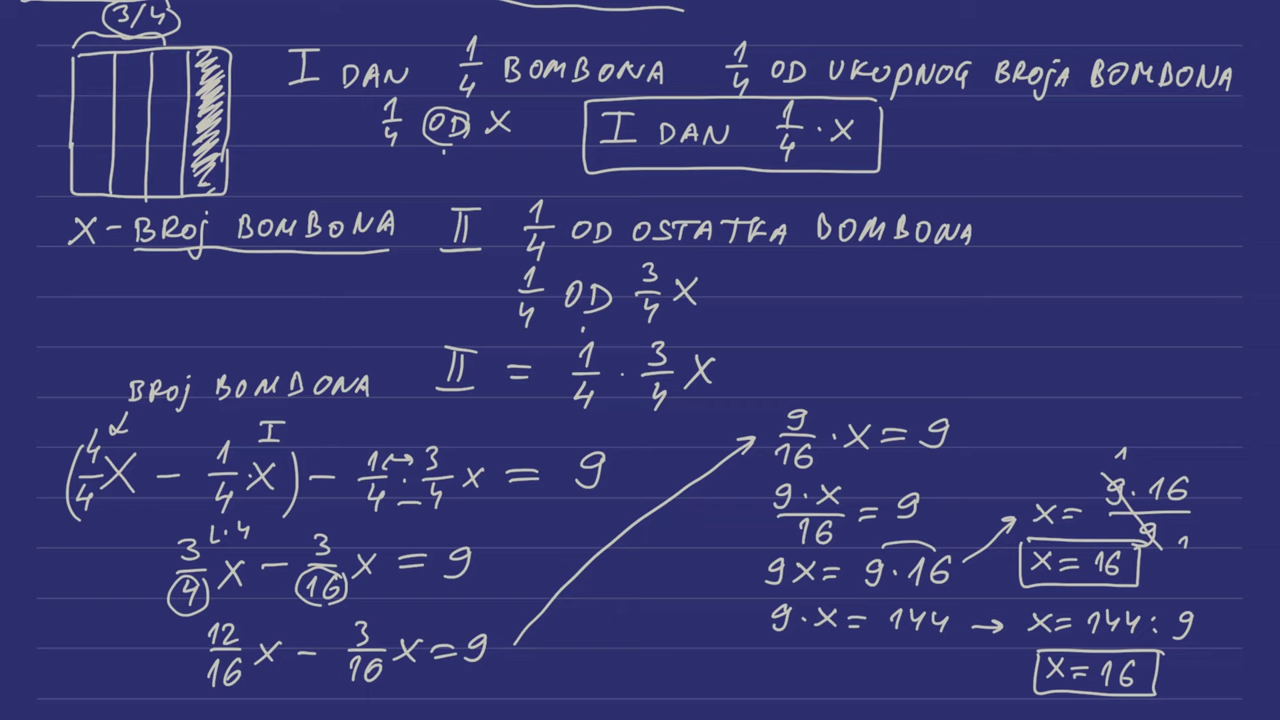 3/4
I DAN 1/4 BOMBONA 1/4 OD UKUPNOG BROJA BOMBONA
1/4 OD X
I DAN 1/4 · X
X - BROJ BOMBONA
II 1/4 OD OSTATKA BOMBONA
1/4 OD 3/4 X
II = 1/4 · 3/4 X
BROJ BOMBONA
I
(4/4 X - 1/4 · X) - 1/4 · 3/4 X = 9
L· 4
3/4 X - 3/16 X = 9
12/16 X - 3/16 X = 9
9/16 · X = 9
9 · X/16 = 9
9X = 9 · 16
9 · X = 144 → X = 144 : 9
X = 16
X = 9 · 16/9
1
1
X = 16